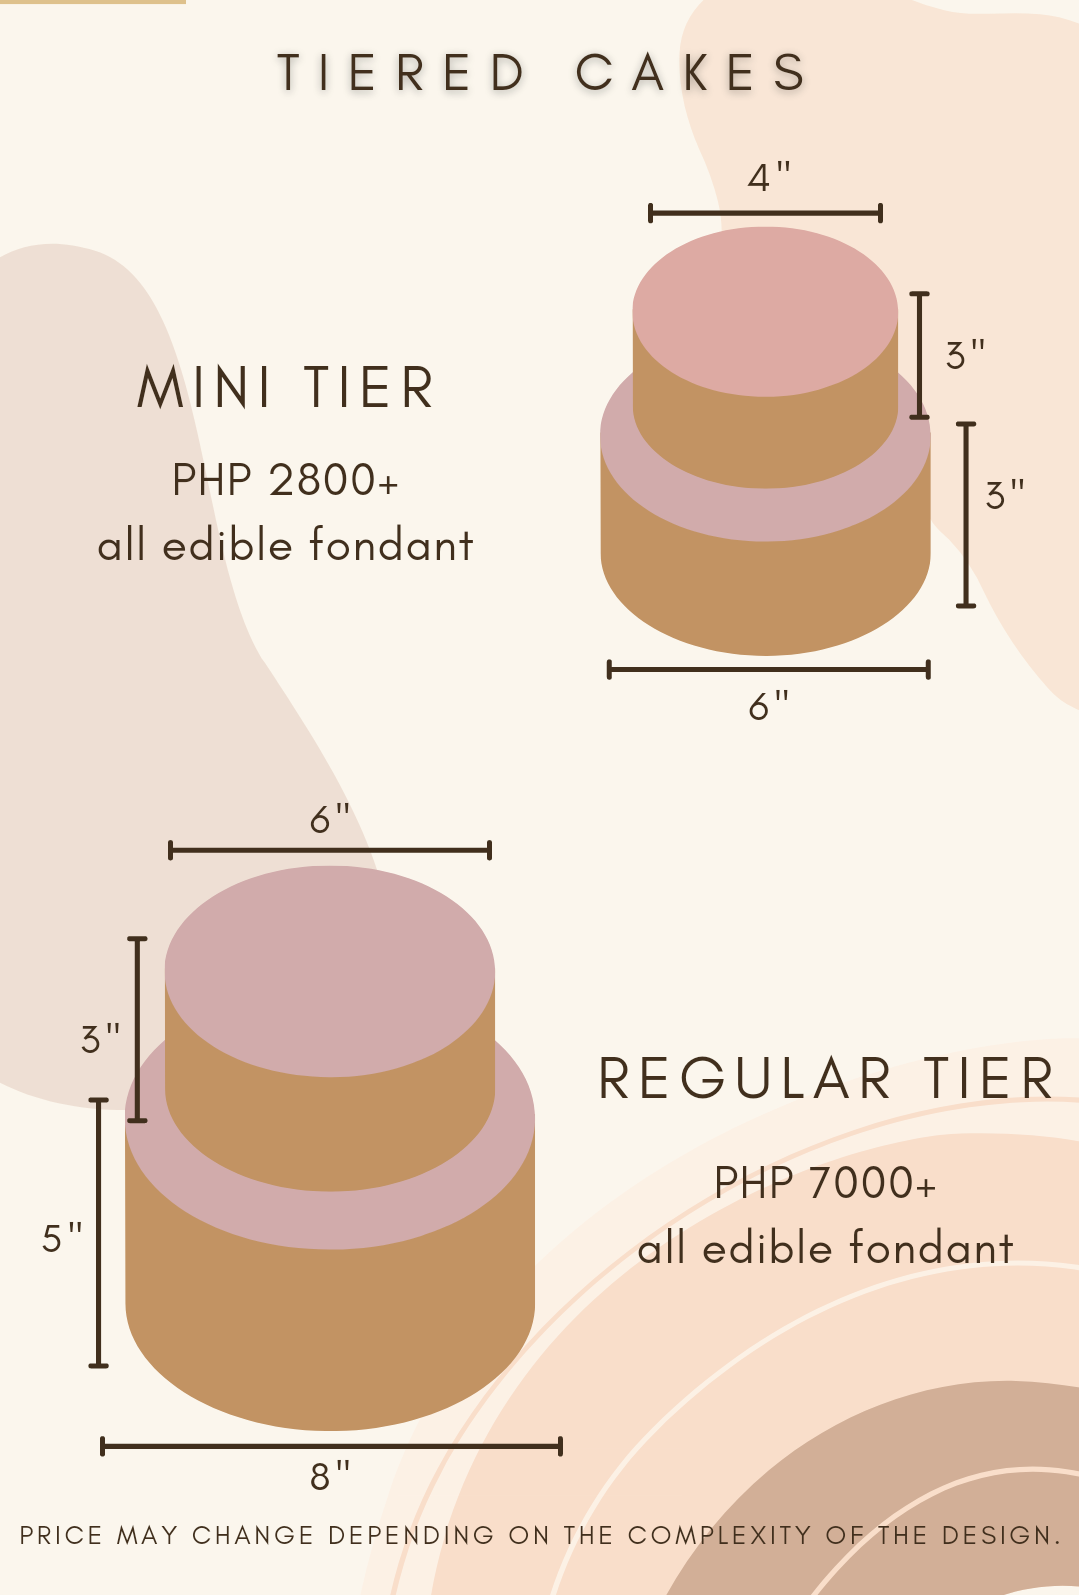 TIERED CAKES
4"
3"
MINI TIER
PHP 2800+
3"
all edible fondant
6"
6"
3"
REGULAR TIER
PHP 7000+
5"
all edible fondant
8"
PRICE MAY CHANGE DEPENDING ON THE COMPLEXITY OF THE DESIGN.